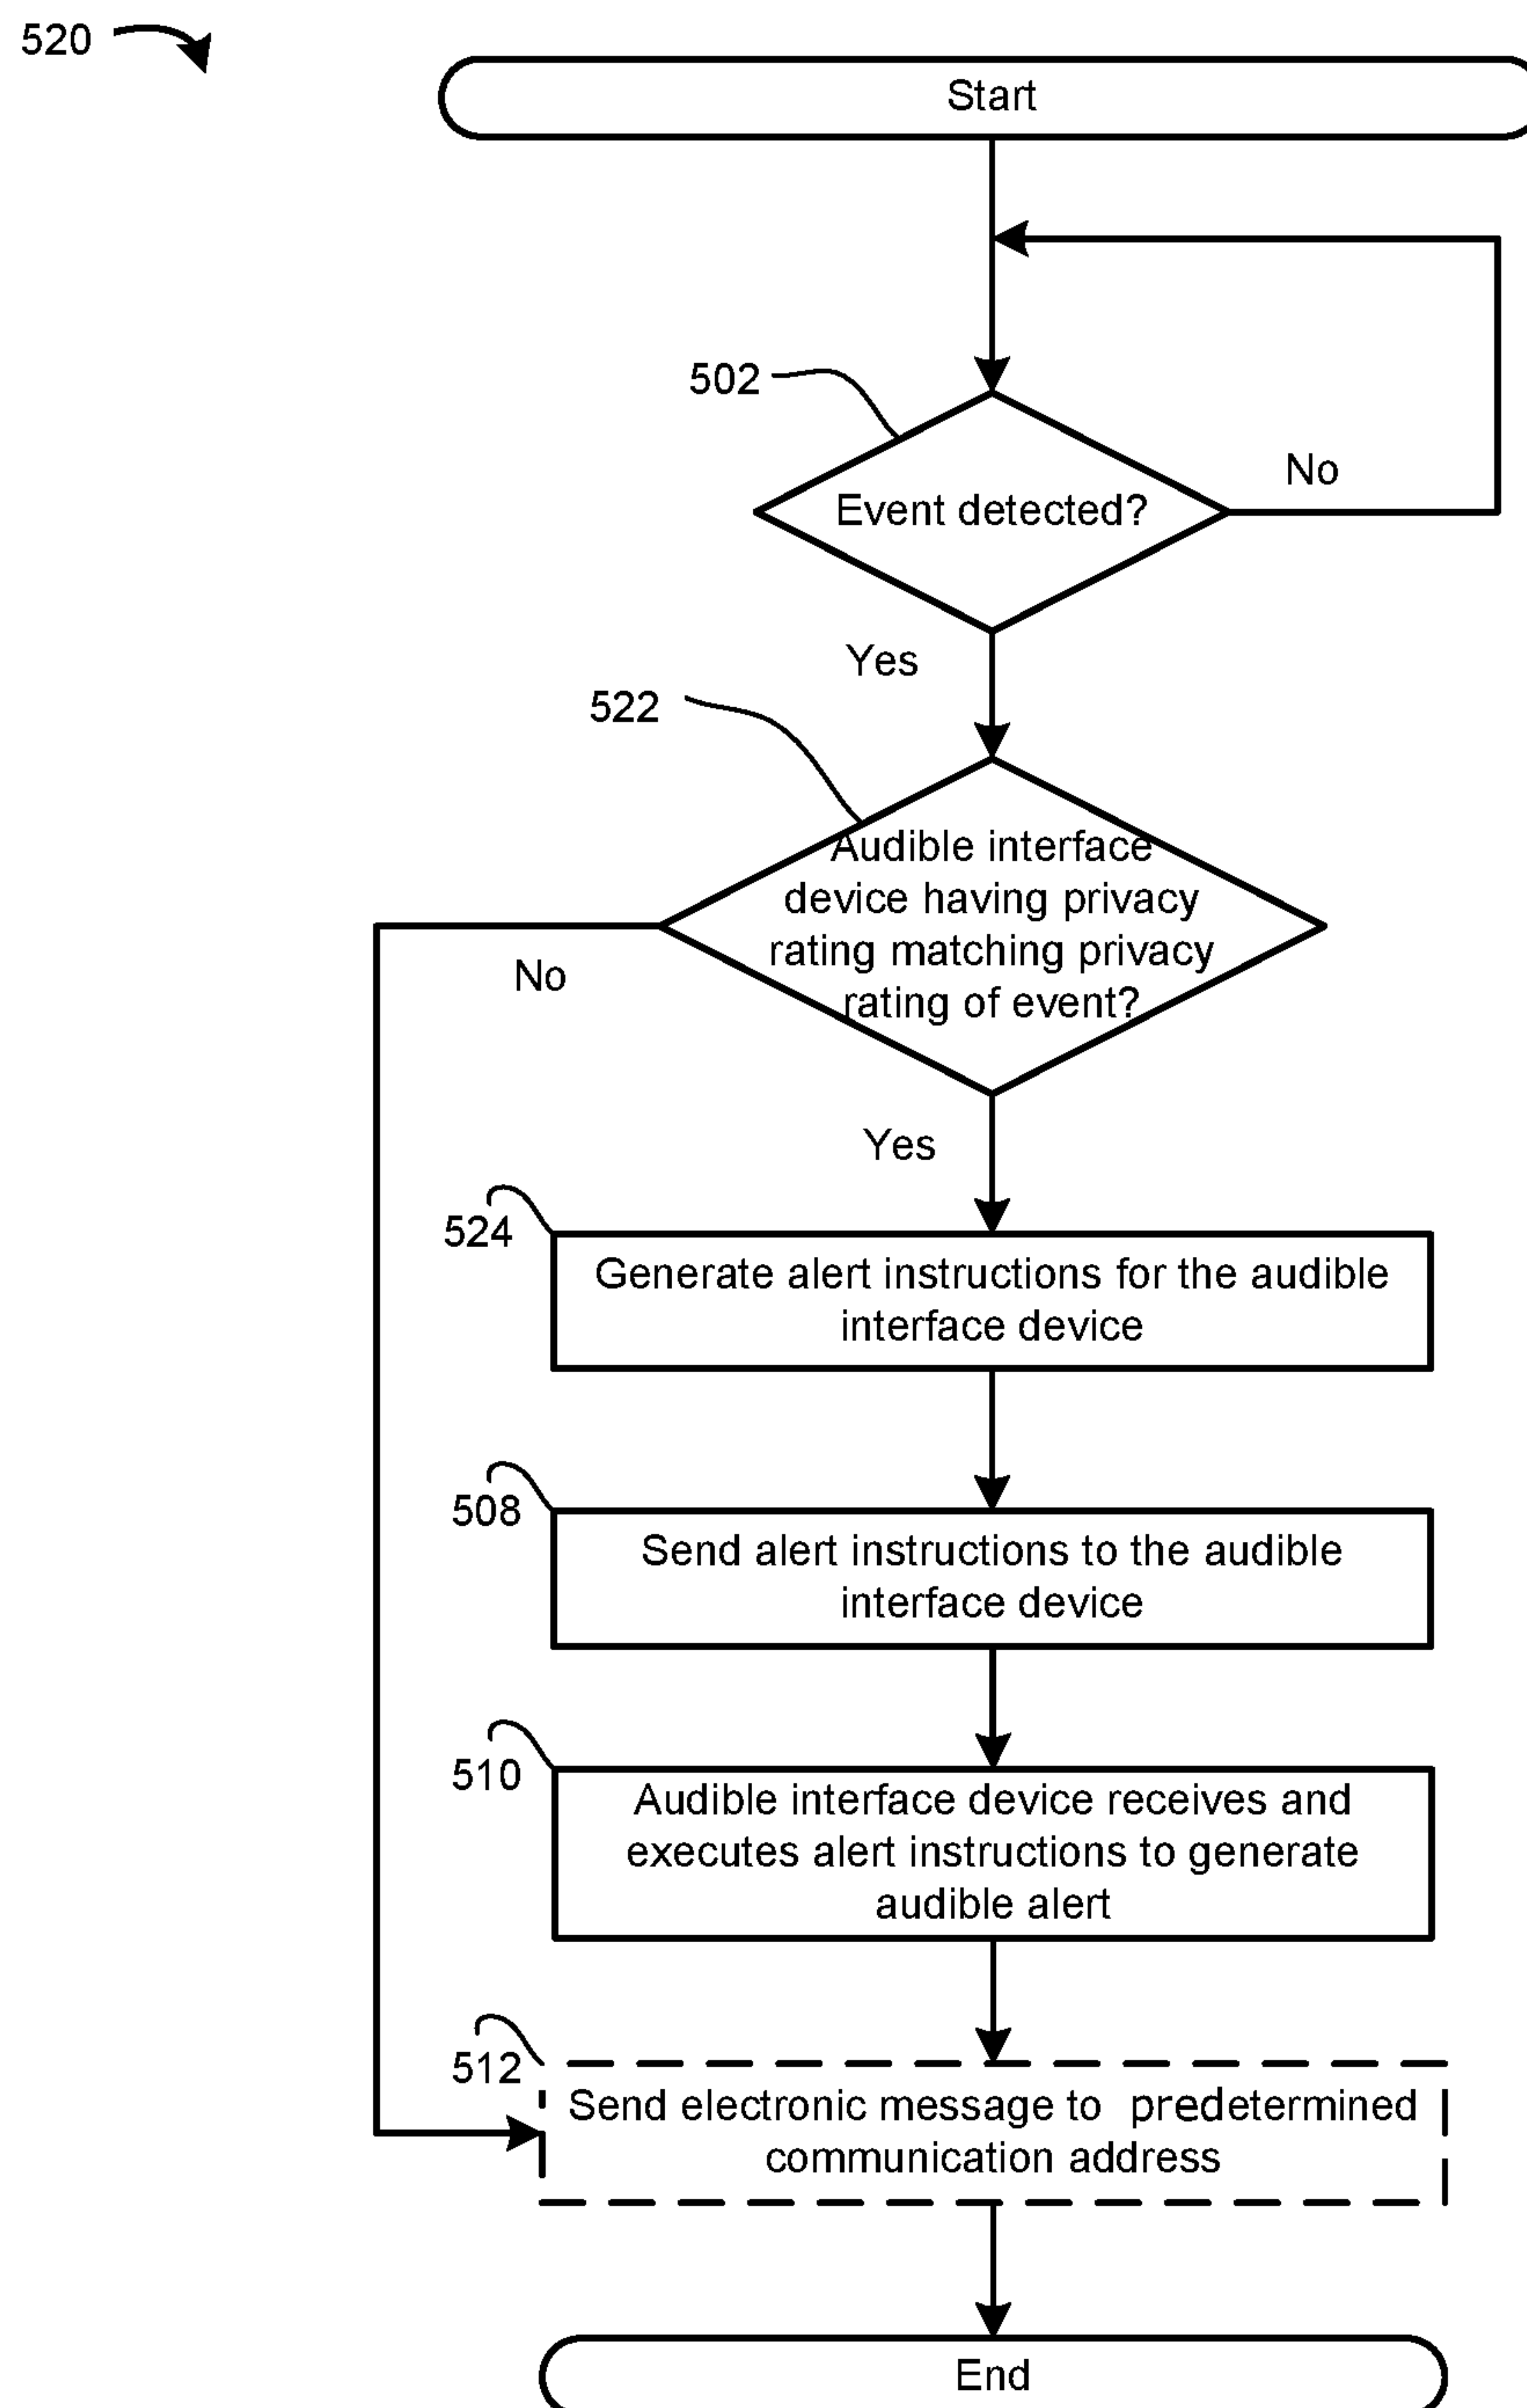 520
Start
502
Event detected?
No
Yes
522
Audible interface
device having privacy
rating matching privacy
rating of event?
No
Yes
524
Generate alert instructions for the audible
interface device
508
Send alert instructions to the audible
interface device
510
Audible interface device receives and
executes alert instructions to generate
audible alert
512
Send electronic message to predetermined
communication address
End